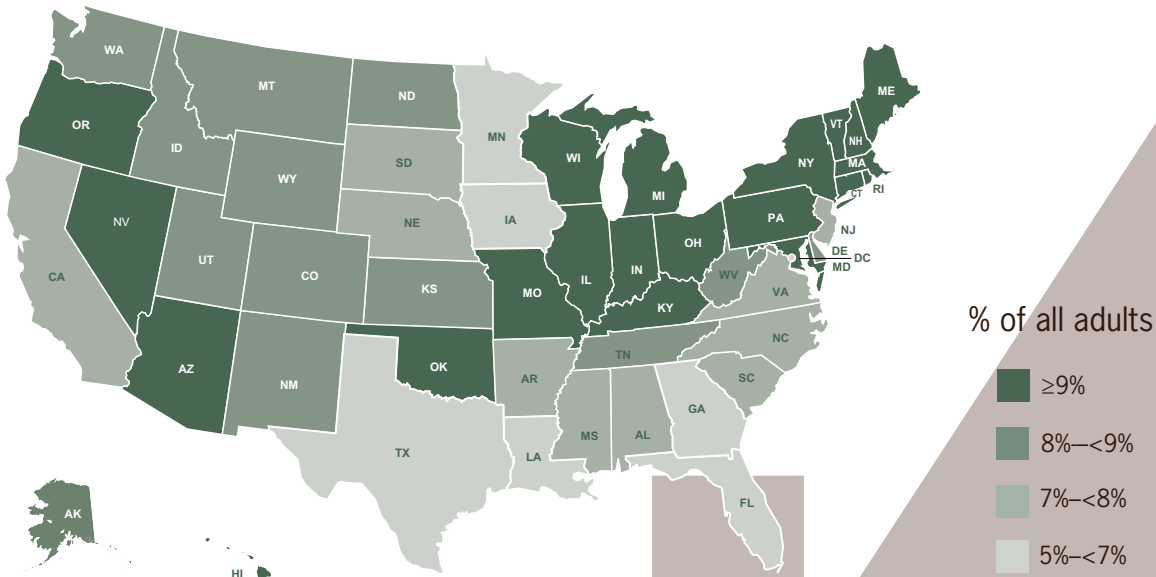 WA
MT
ND
MN
ME
OR
ID
SD
WI
VT
NH
NY
MA
WY
MI
CT
RI
NV
NE
IA
PA
NJ
UT
CO
CA
KS
MO
IL
IN
OH
WV
DE
DC
MD
KY
VA
AZ
NM
OK
AR
TN
NC
SC
MS
AL
GA
TX
LA
FL
AK
HI
% of all adults
≥9%
8%–<9%
7%–<8%
5%–<7%